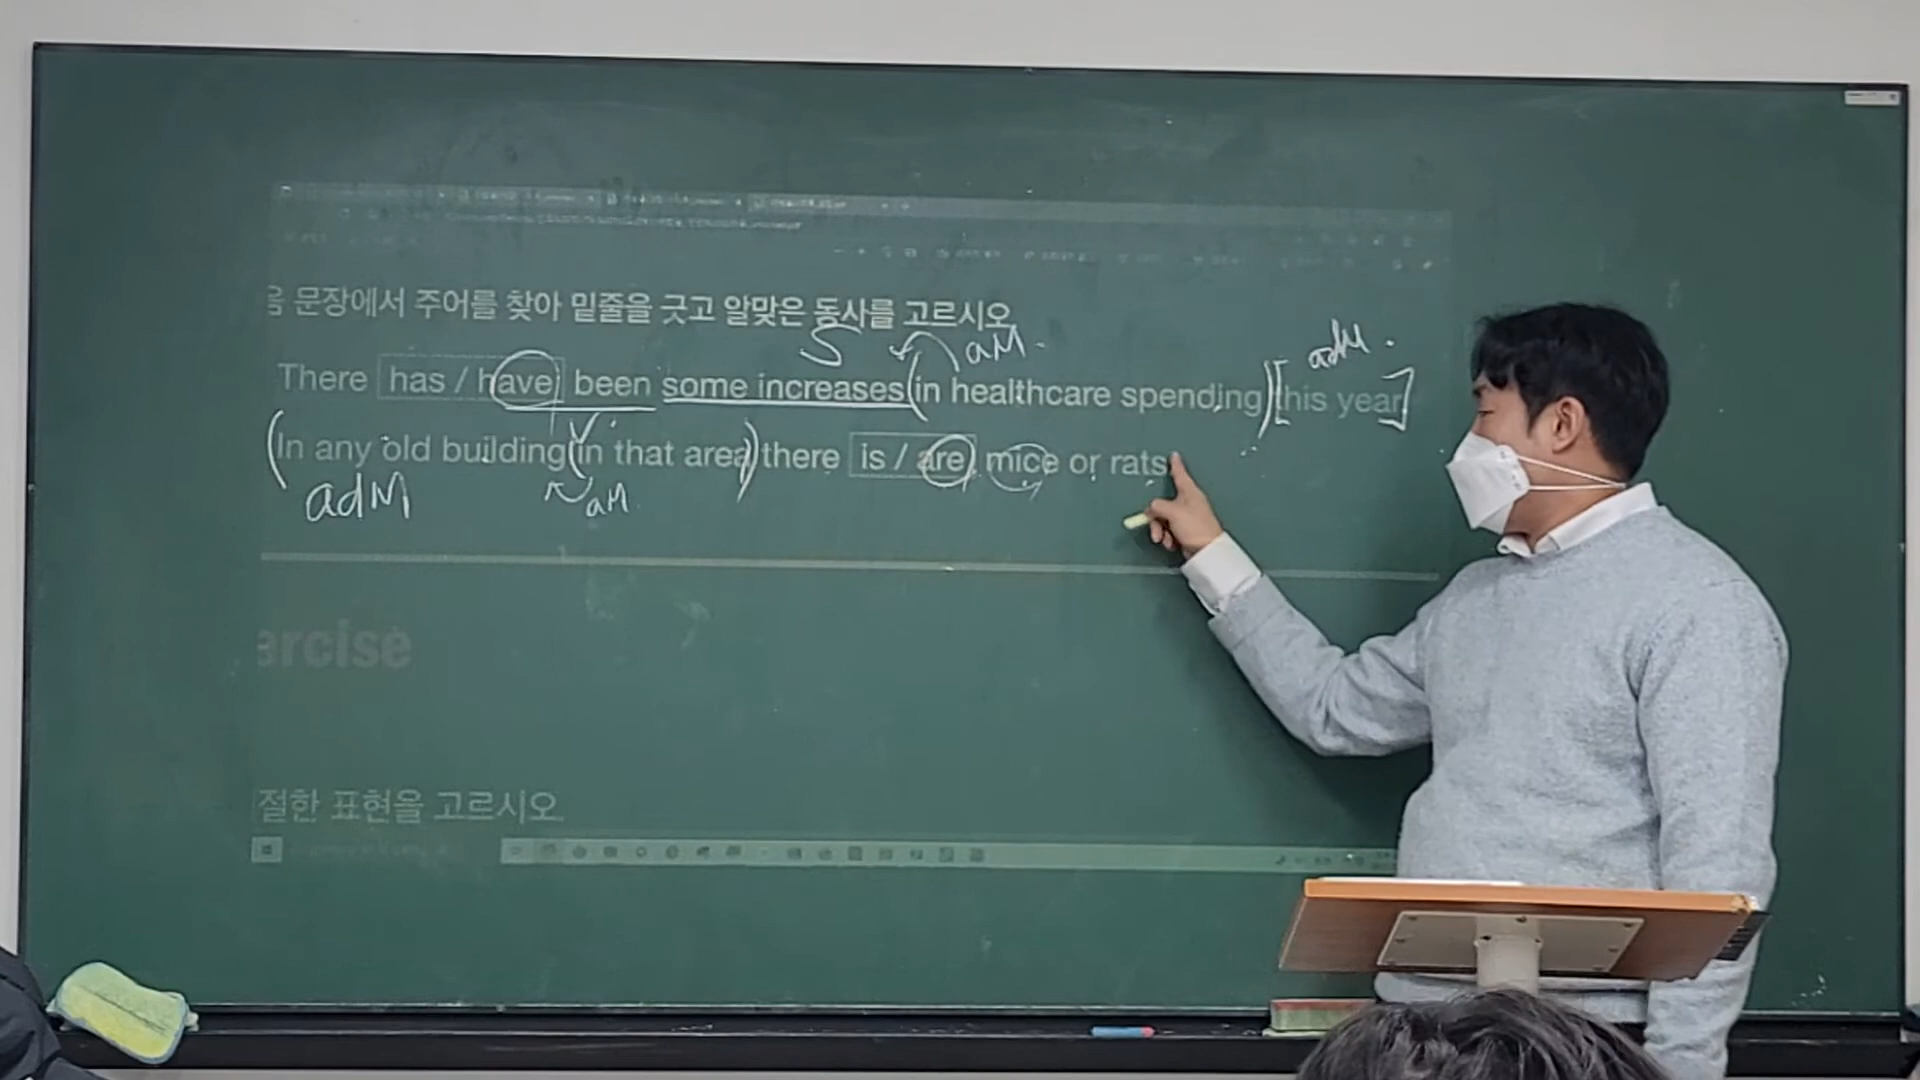 음 문장에서 주어를 찾아 밑줄을 긋고 알맞은 동사를 고르시오
S aM. adM.
There has / have been some increases (in healthcare spending) [this year]
(In any old building (in that area) there is / are mice or rats
adM aM
ercise
절한 표현을 고르시오